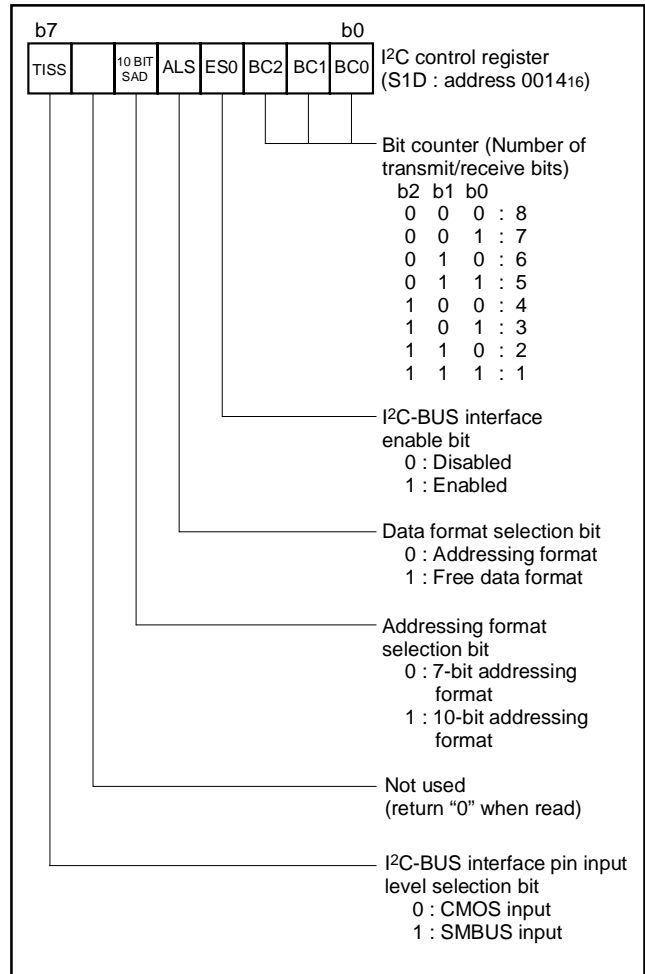 b7 b0
TISS 10 BIT SAD ALS ES0 BC2 BC1 BC0
I2C control register
(S1D : address 001416)
Bit counter (Number of
transmit/receive bits)
b2 b1 b0
0 0 0 : 8
0 0 1 : 7
0 1 0 : 6
0 1 1 : 5
1 0 0 : 4
1 0 1 : 3
1 1 0 : 2
1 1 1 : 1
I2C-BUS interface
enable bit
0 : Disabled
1 : Enabled
Data format selection bit
0 : Addressing format
1 : Free data format
Addressing format
selection bit
0 : 7-bit addressing
format
1 : 10-bit addressing
format
Not used
(return “0” when read)
I2C-BUS interface pin input
level selection bit
0 : CMOS input
1 : SMBUS input